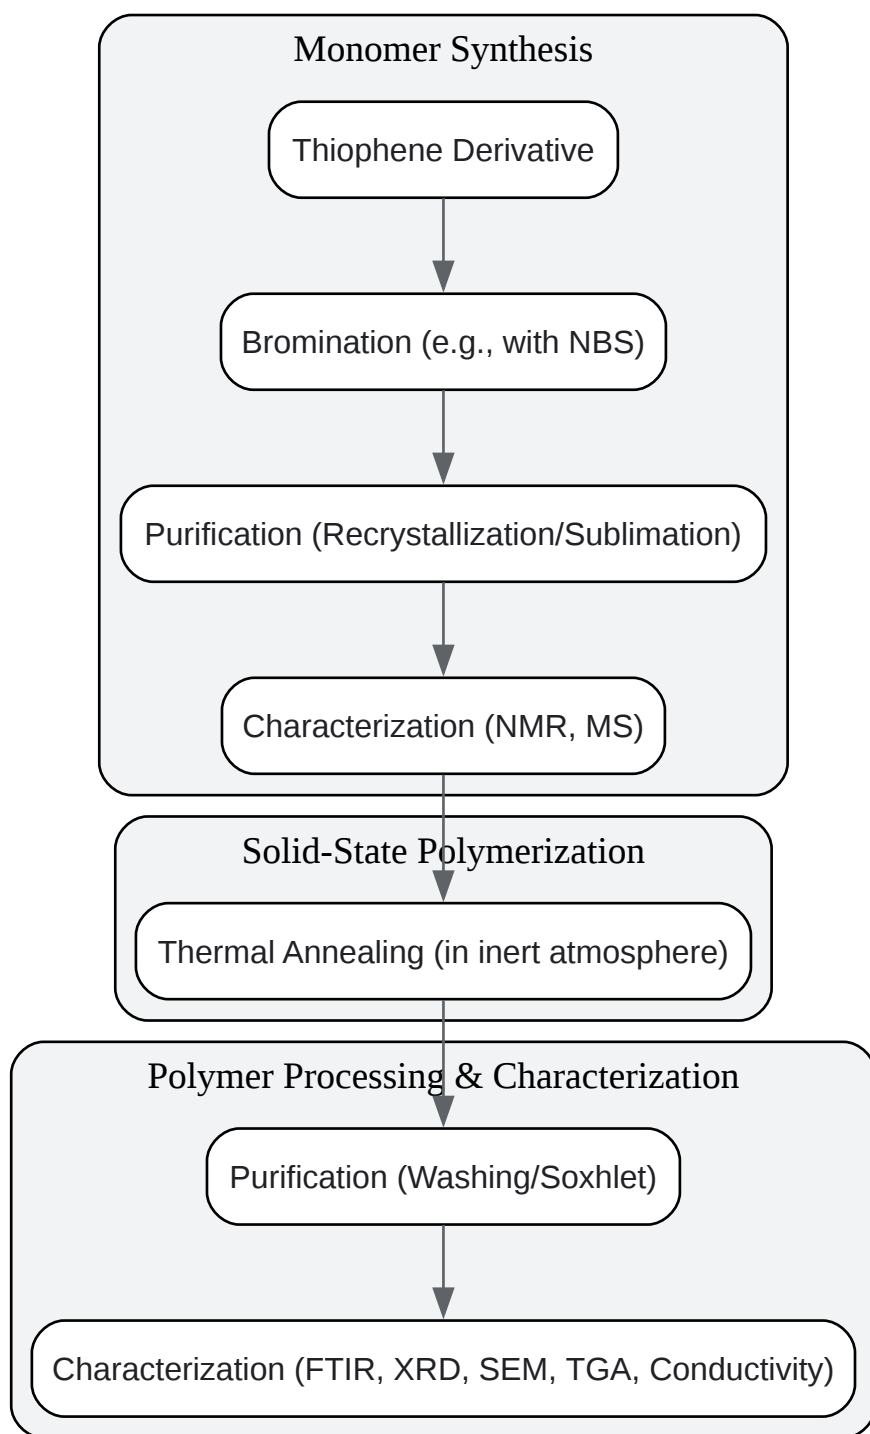 Monomer Synthesis
Thiophene Derivative
Bromination (e.g., with NBS)
Purification (Recrystallization/Sublimation)
Characterization (NMR, MS)
Solid-State Polymerization
Thermal Annealing (in inert atmosphere)
Polymer Processing & Characterization
Purification (Washing/Soxhlet)
Characterization (FTIR, XRD, SEM, TGA, Conductivity)